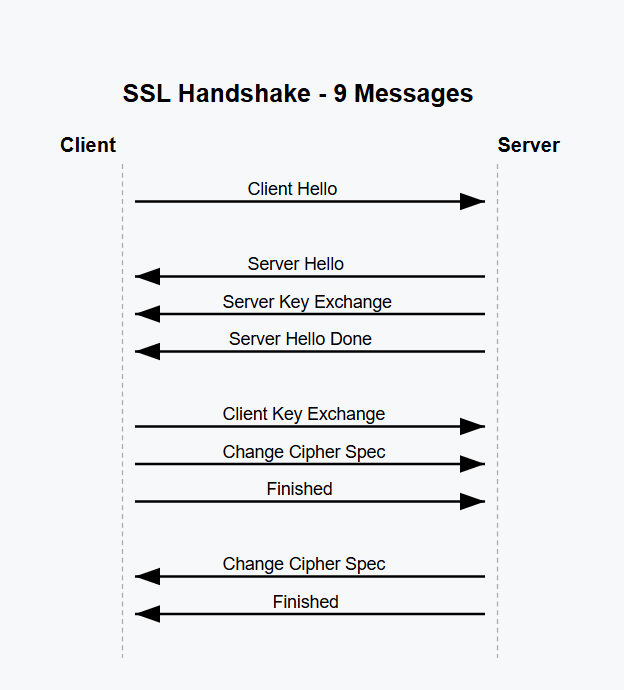 SSL Handshake - 9 Messages
Client Server
Client Hello
Server Hello
Server Key Exchange
Server Hello Done
Client Key Exchange
Change Cipher Spec
Finished
Change Cipher Spec
Finished